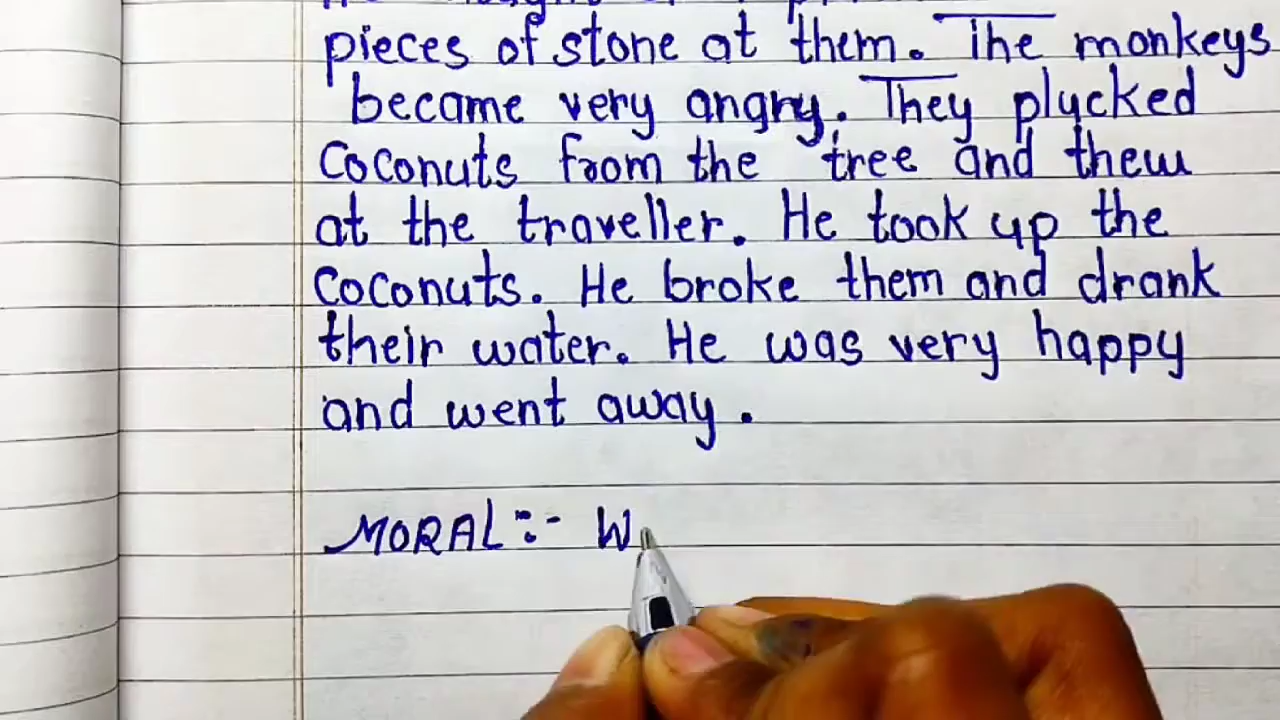 pieces of stone at them. The monkeys
became very angry. They plycked
coconuts from the tree and thew
at the traveller. He took up the
coconuts. He broke them and drank
their water. He was very happy
and went away.
MORAL:- W